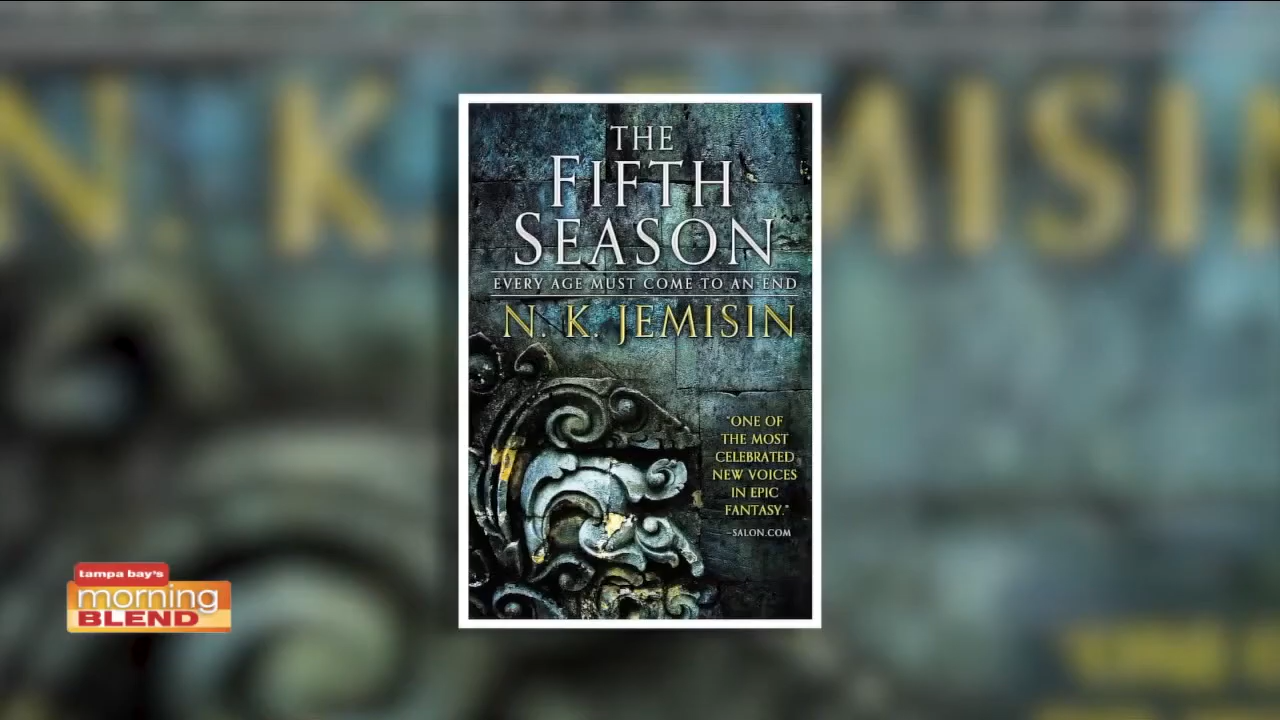 THE
FIFTH
SEASON
EVERY AGE MUST COME TO AN END
N. K. JEMISIN
"ONE OF
THE MOST
CELEBRATED
NEW VOICES
IN EPIC
FANTASY."
–SALON.COM
tampa bay's
morning
BLEND